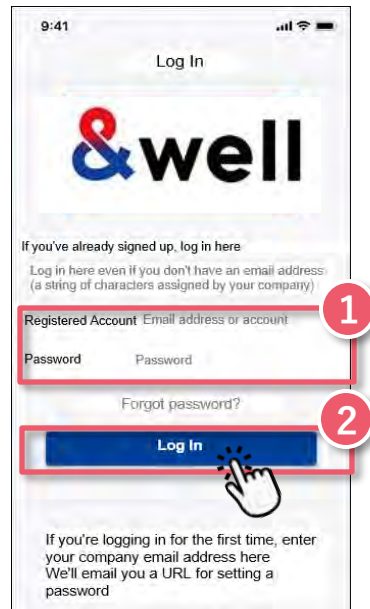 9:41
Log In
&well
If you've already signed up, log in here
Log in here even if you don't have an email address
(a string of characters assigned by your company)
1
Registered Account Email address or account
Password Password
Forgot password?
2
Log In
If you're logging in for the first time, enter
your company email address here
We'll email you a URL for setting a
password